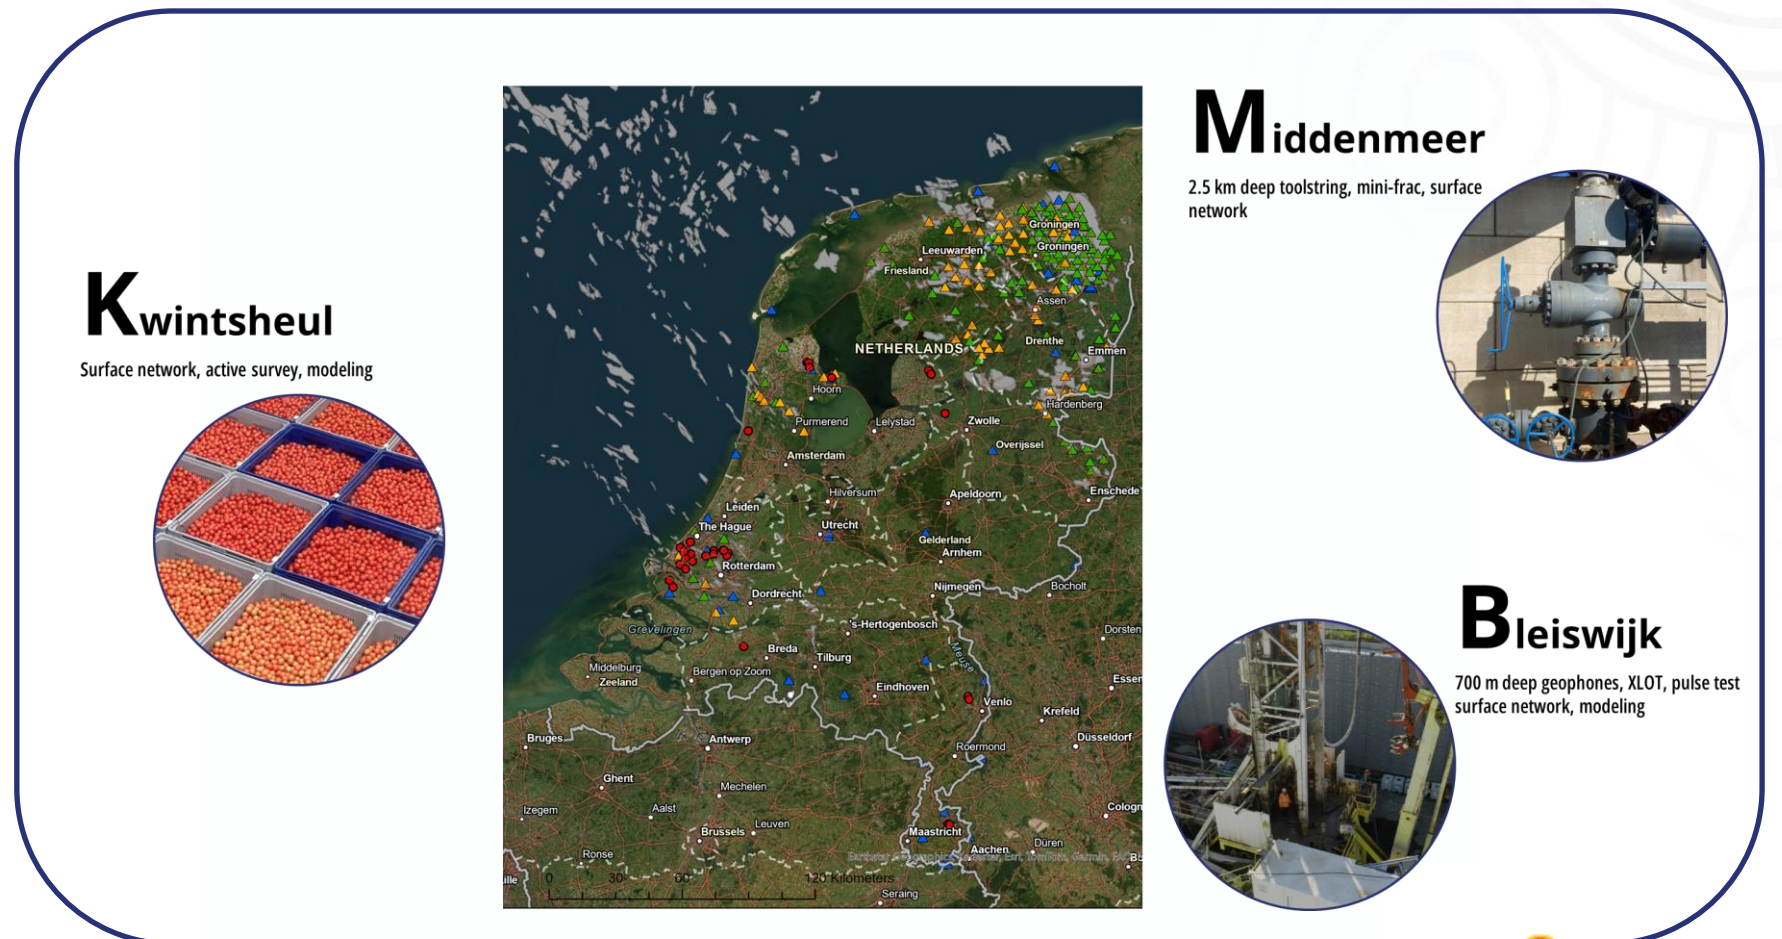 Kwintsheul
Surface network, active survey, modeling
Groningen
Groningen
Leeuwarden
Friesland
Assen
NETHERLANDS
Drenthe
Emmen
Hoorn
Hardenberg
Purmerend
Lelystad
Zwolle
Overijssel
Amsterdam
Hilversum
Apeldoorn
Enschede
Leiden
The Hague
Utrecht
Gelderland
Arnhem
Rotterdam
Nijmegen
Bocholt
Dordrecht
's-Hertogenbosch
Grevelingen
Dorsten
Meuse
Breda
Tilburg
Middelburg
Bergen op Zoom
Zeeland
Eindhoven
Essen
Venlo
Krefeld
Bruges
Antwerp
Düsseldorf
Roermond
Ghent
Mechelen
Izegem
Aalst
Cologn
Leuven
Brussels
Maastricht
Düren
Aachen
Ronse
0 30 60 120 Kilometers
Seraing
Middenmeer
2.5 km deep toolstring, mini-frac, surface
network
Bleiswijk
700 m deep geophones, XLOT, pulse test
surface network, modeling